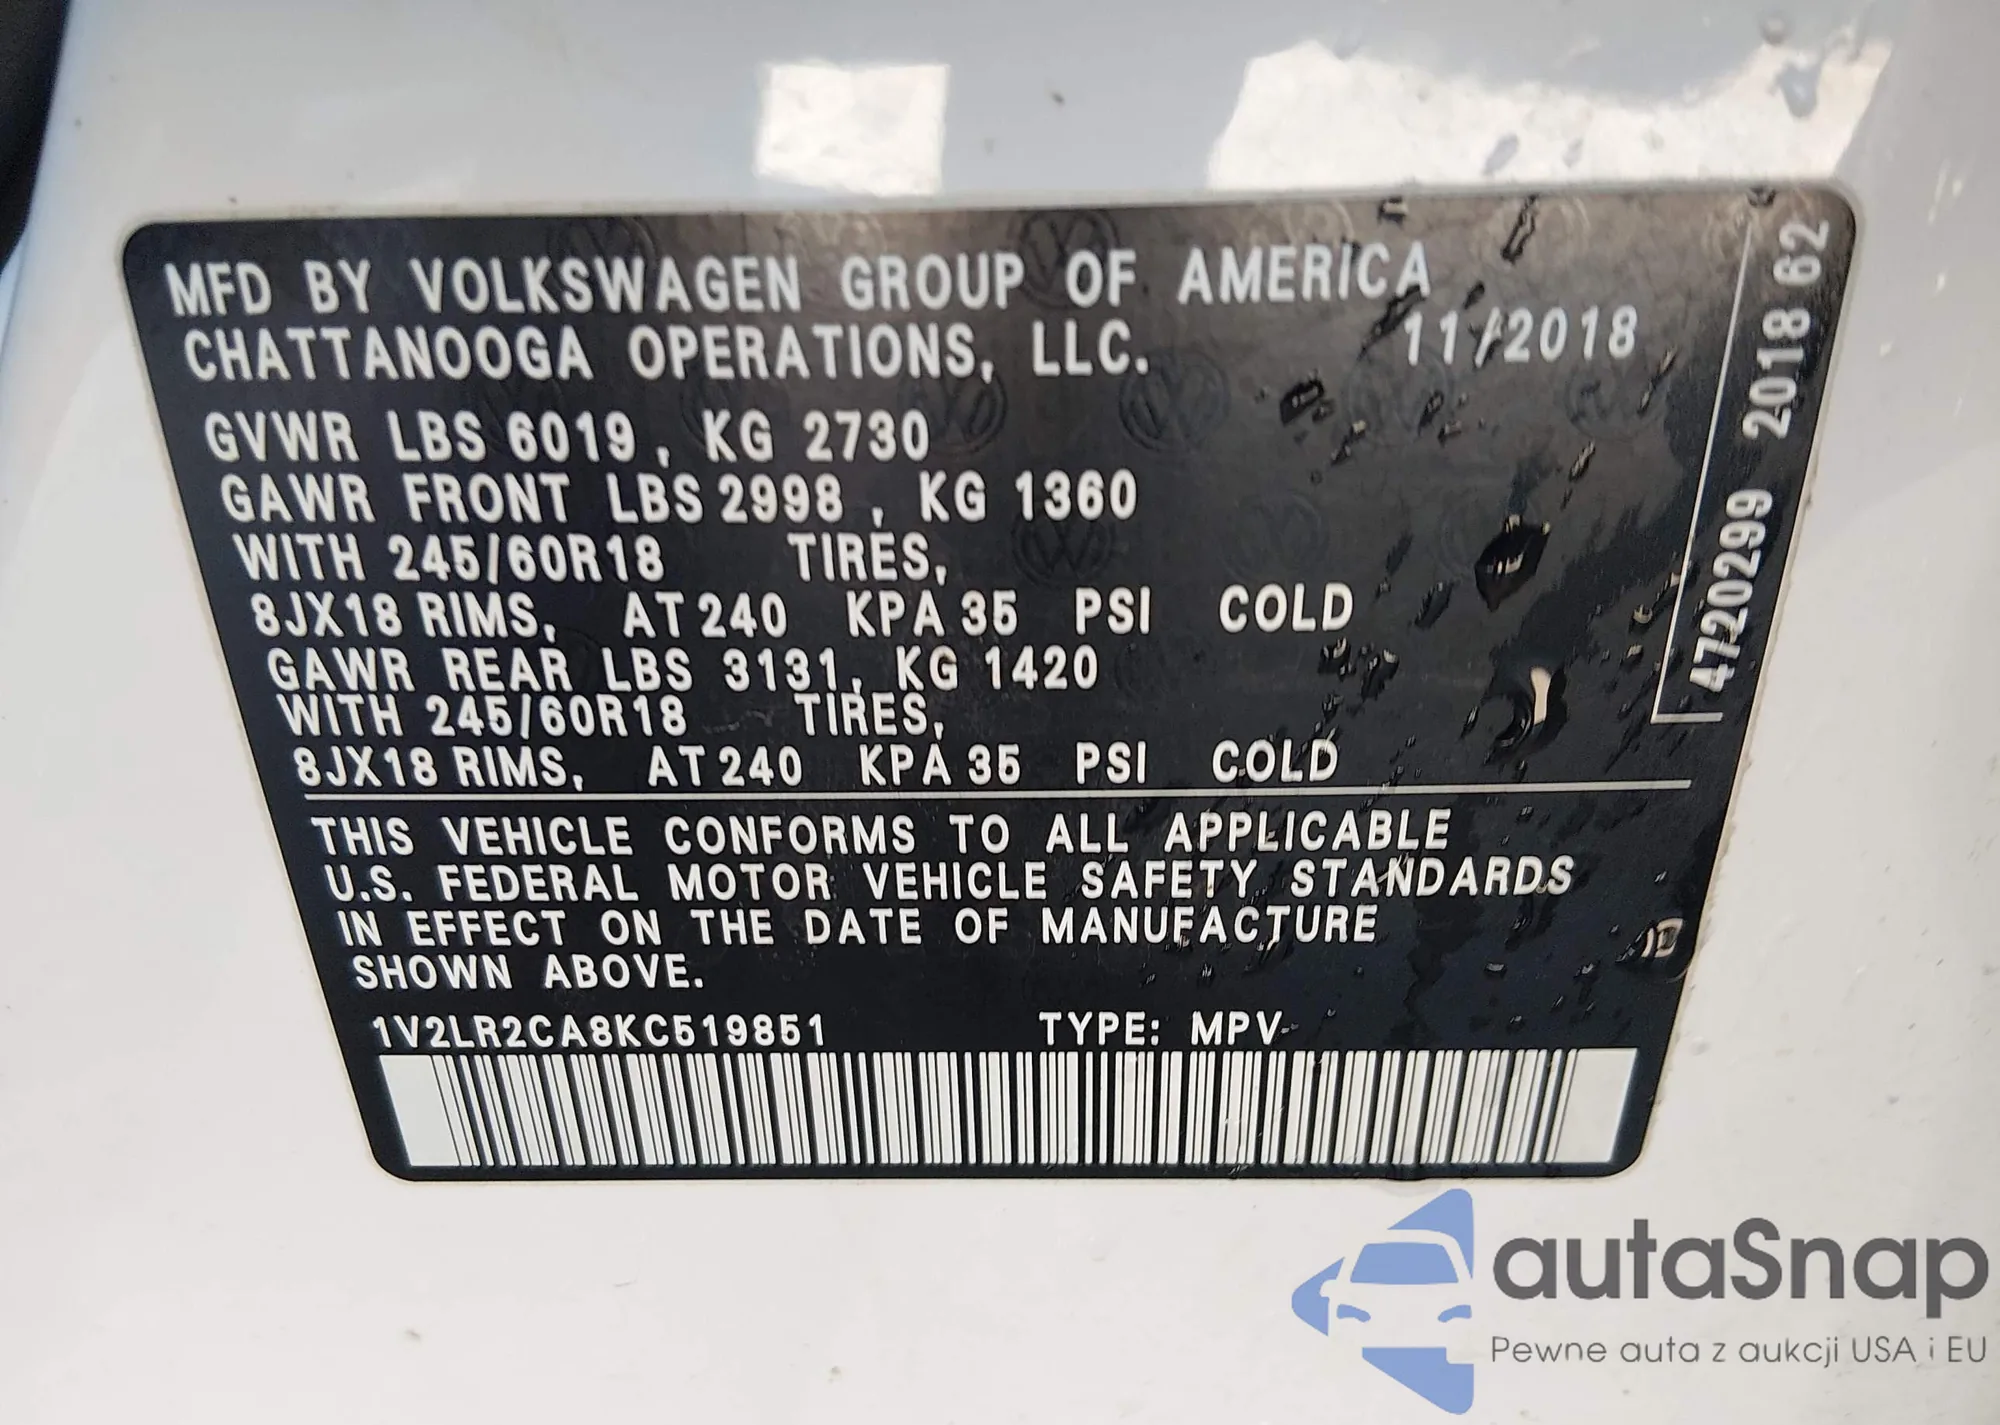 MFD BY VOLKSWAGEN GROUP OF AMERICA
CHATTANOOGA OPERATIONS, LLC. 11/2018
GVWR LBS 6019, KG 2730
GAWR FRONT LBS 2998, KG 1360
WITH 245/60R18 TIRES,
8JX18 RIMS, AT 240 KPA 35 PSI COLD
GAWR REAR LBS 3131, KG 1420
WITH 245/60R18 TIRES,
8JX18 RIMS, AT 240 KPA 35 PSI COLD
THIS VEHICLE CONFORMS TO ALL APPLICABLE
U.S. FEDERAL MOTOR VEHICLE SAFETY STANDARDS
IN EFFECT ON THE DATE OF MANUFACTURE
SHOWN ABOVE.
1V2LR2CA8KC519851 TYPE: MPV
4720299 2018 62
autaSnap
Pewne auta z aukcji USA i EU